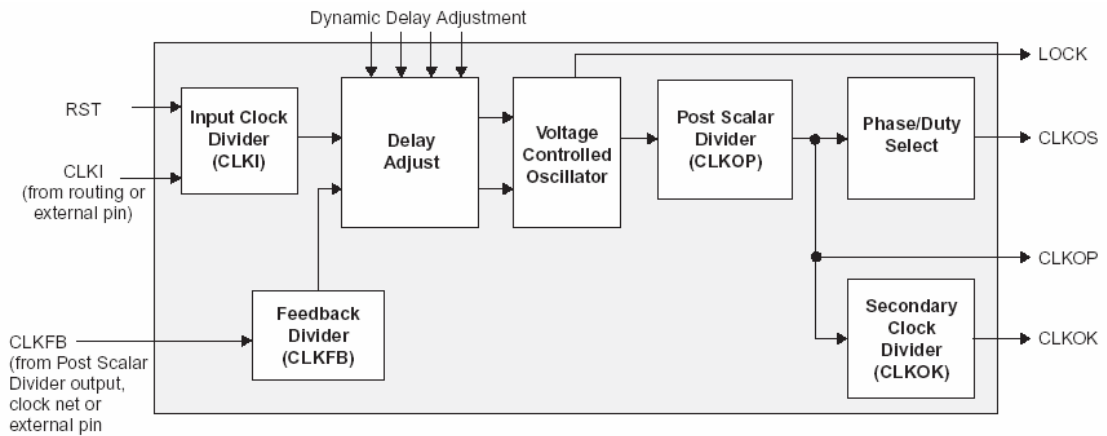 Dynamic Delay Adjustment
LOCK
RST
Input Clock
Divider
(CLKI)
Delay
Adjust
Voltage
Controlled
Oscillator
Post Scalar
Divider
(CLKOP)
Phase/Duty
Select
CLKOS
CLKI
(from routing or
external pin)
CLKOP
Feedback
Divider
(CLKFB)
Secondary
Clock
Divider
(CLKOK)
CLKOK
CLKFB
(from Post Scalar
Divider output,
clock net or
external pin